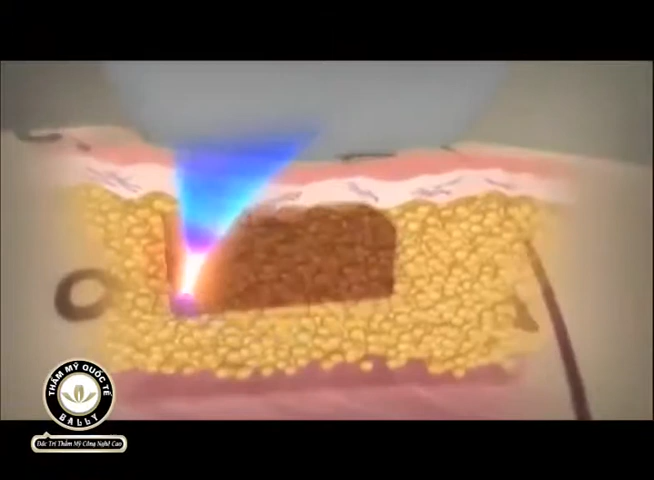 THẨM MỸ QUỐC TẾ
BALLY
Đặc Trị Thẩm Mỹ Công Nghệ Cao